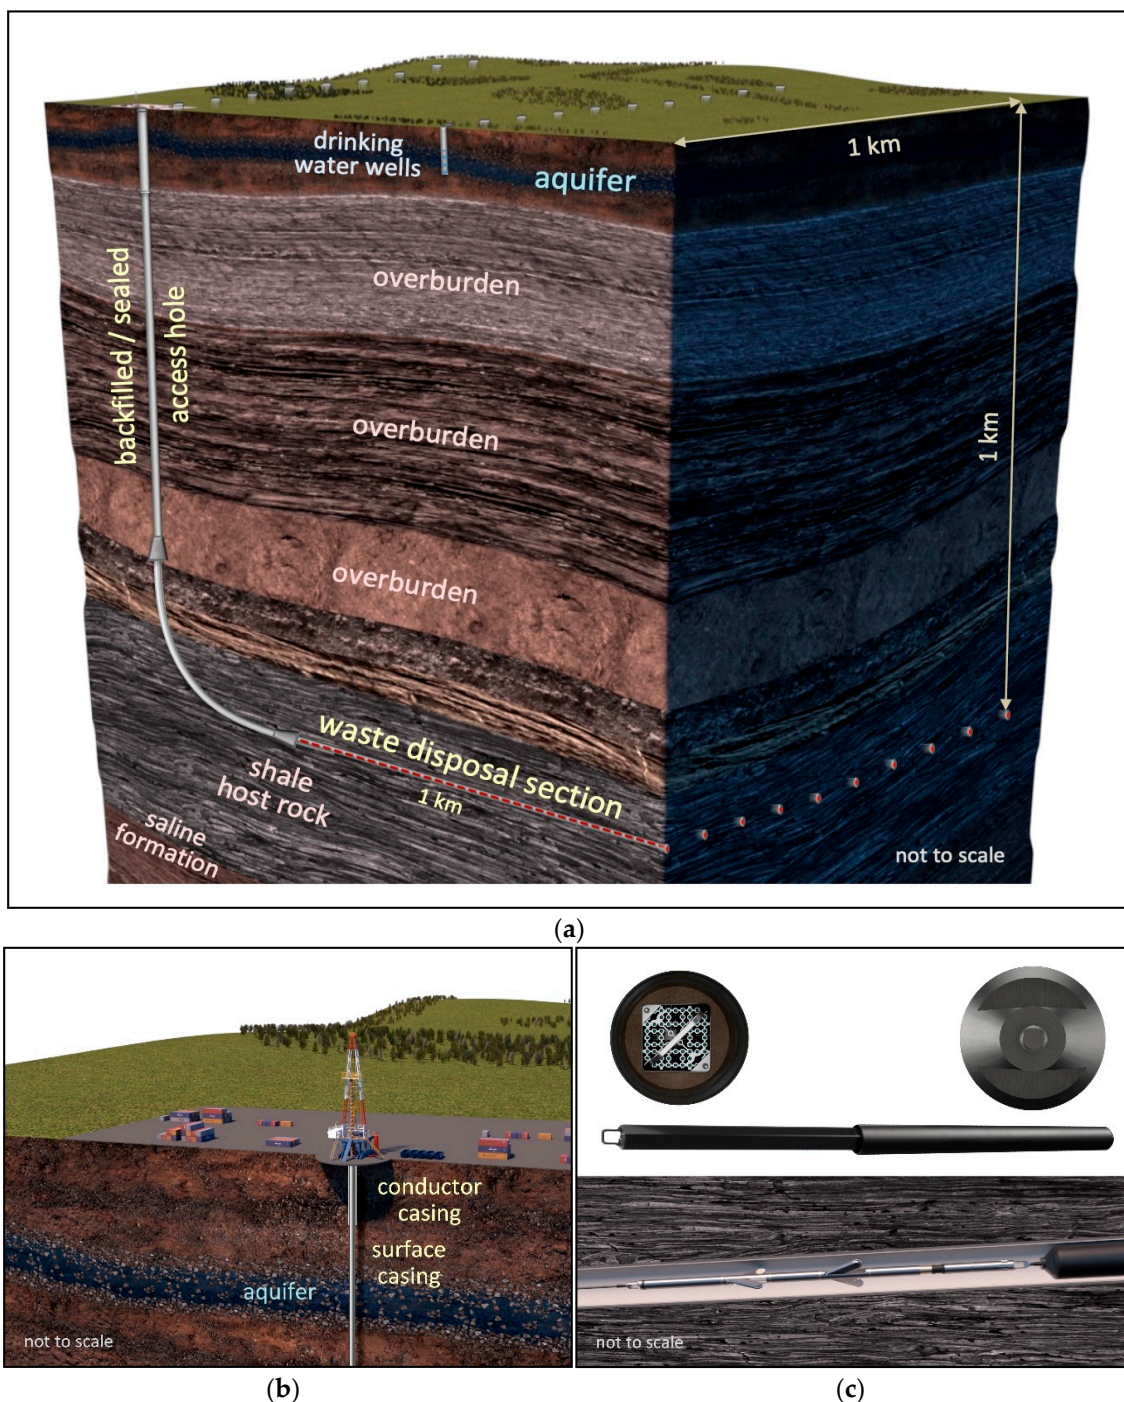 drinking
water wells
aquifer
1 km
overburden
backfilled / sealed
access hole
overburden
1 km
overburden
waste disposal section
1 km
shale
host rock
saline
formation
not to scale
(a)
conductor
casing
surface
casing
aquifer
not to scale
(b)
not to scale
(c)